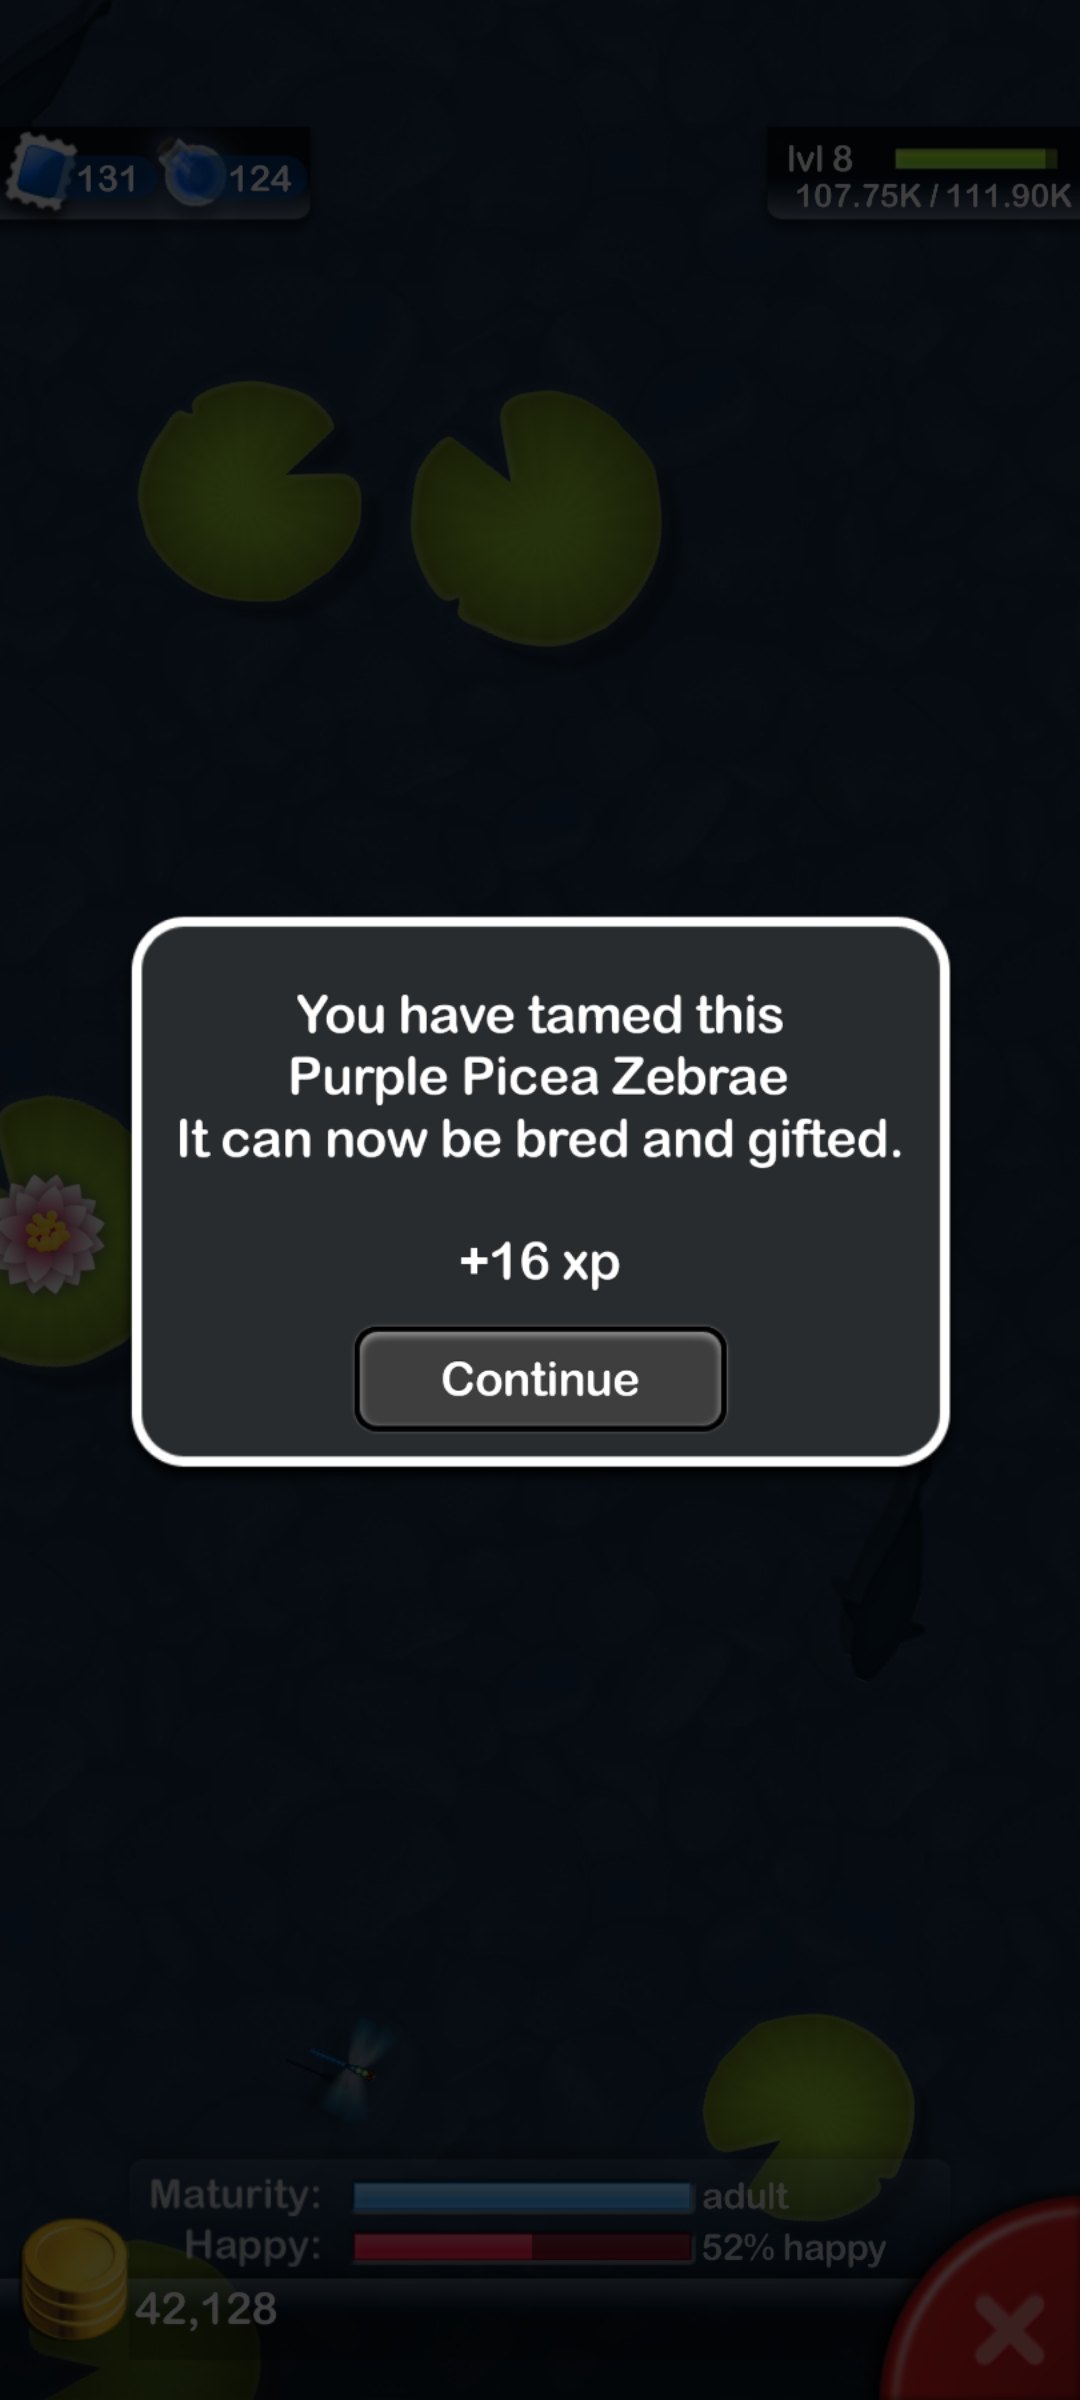 131
124
lvl 8
107.75K / 111.90K
You have tamed this
Purple Picea Zebrae
It can now be bred and gifted.
+16 xp
Continue
Maturity: adult
Happy: 52% happy
42,128